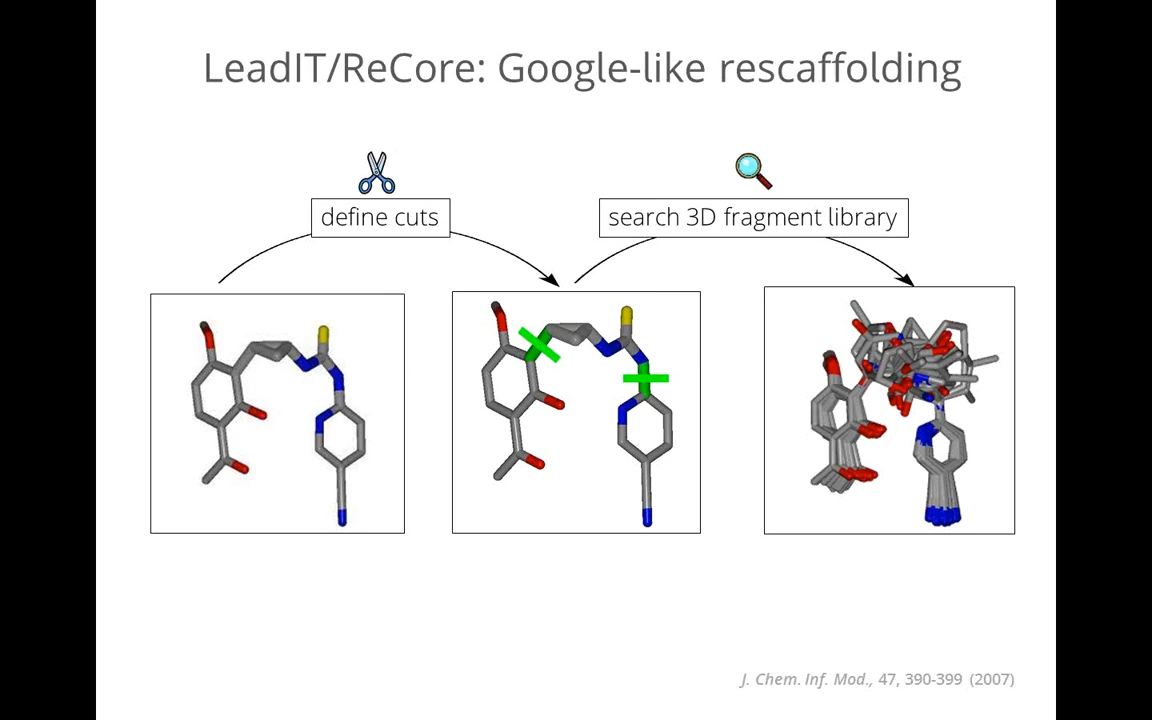 LeadIT/ReCore: Google-like rescaffolding
define cuts
search 3D fragment library
J. Chem. Inf. Mod., 47, 390-399 (2007)